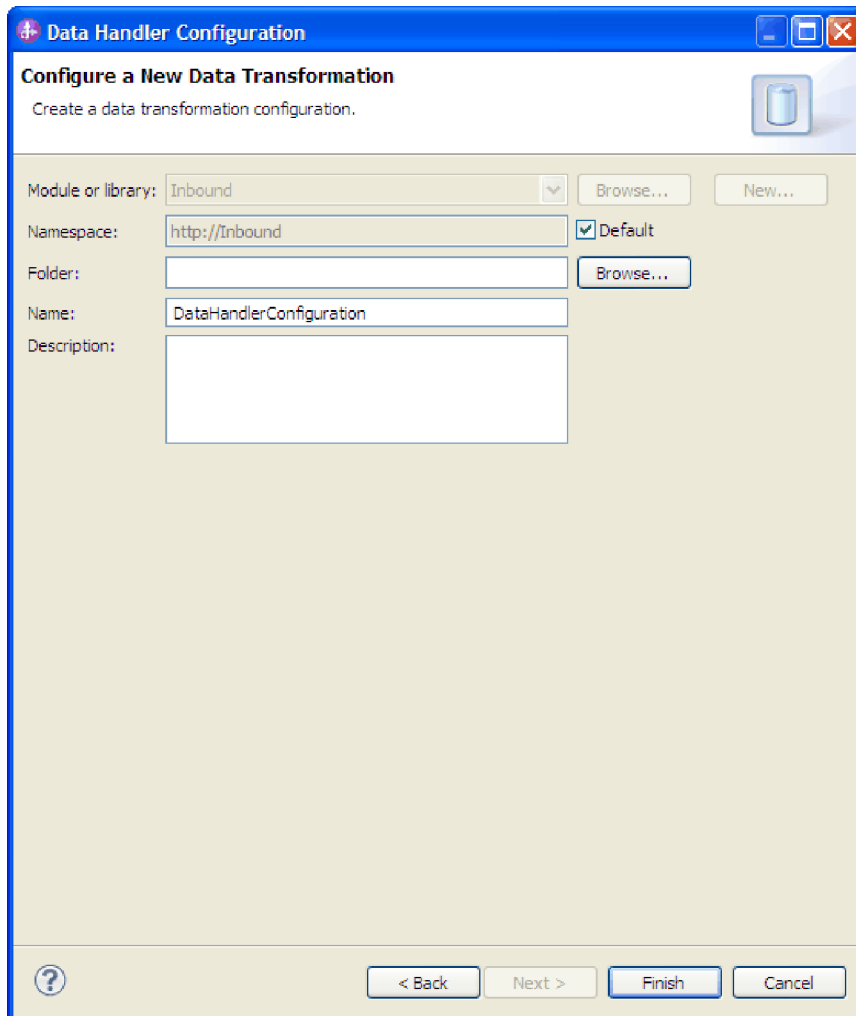 Data Handler Configuration
Configure a New Data Transformation
Create a data transformation configuration.
Module or library: Inbound Browse... New...
Namespace: http://Inbound Default
Folder: Browse...
Name: DataHandlerConfiguration
Description:
? < Back Next > Finish Cancel